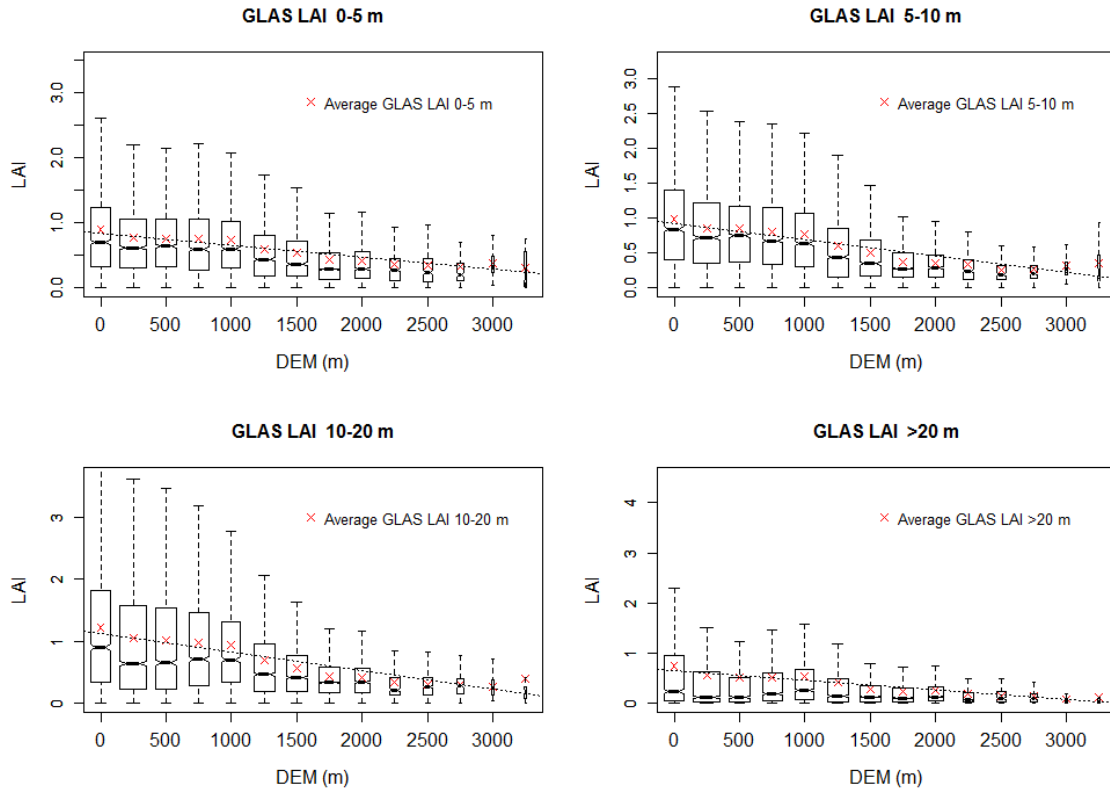 GLAS LAI 0-5 m
LAI
0.0 1.0 2.0 3.0
× Average GLAS LAI 0-5 m
0 500 1000 1500 2000 2500 3000
DEM (m)
GLAS LAI 5-10 m
LAI
0.0 0.5 1.0 1.5 2.0 2.5 3.0
× Average GLAS LAI 5-10 m
0 500 1000 1500 2000 2500 3000
DEM (m)
GLAS LAI 10-20 m
LAI
0 1 2 3
× Average GLAS LAI 10-20 m
0 500 1000 1500 2000 2500 3000
DEM (m)
GLAS LAI >20 m
LAI
0 1 2 3 4
× Average GLAS LAI >20 m
0 500 1000 1500 2000 2500 3000
DEM (m)